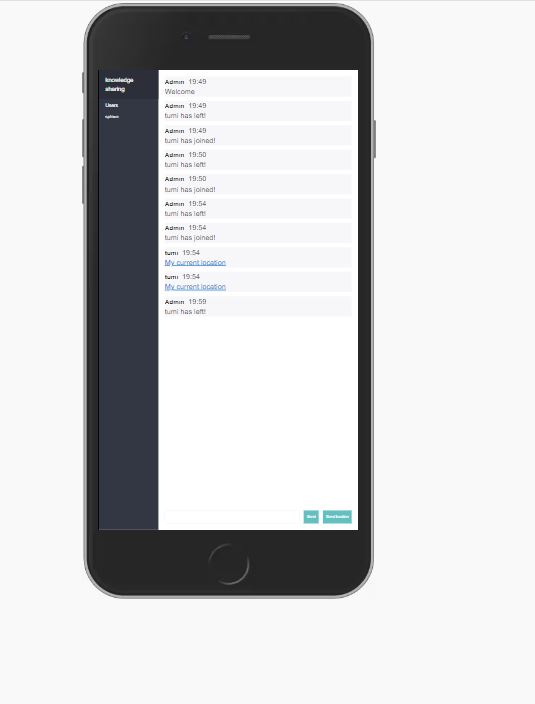 knowledge
sharing
Users
Admin 19:49
Welcome
Admin 19:49
tumi has left!
Admin 19:49
tumi has joined!
Admin 19:50
tumi has left!
Admin 19:50
tumi has joined!
Admin 19:54
tumi has left!
Admin 19:54
tumi has joined!
tumi 19:54
My current location
tumi 19:54
My current location
Admin 19:59
tumi has left!
Send
Send location